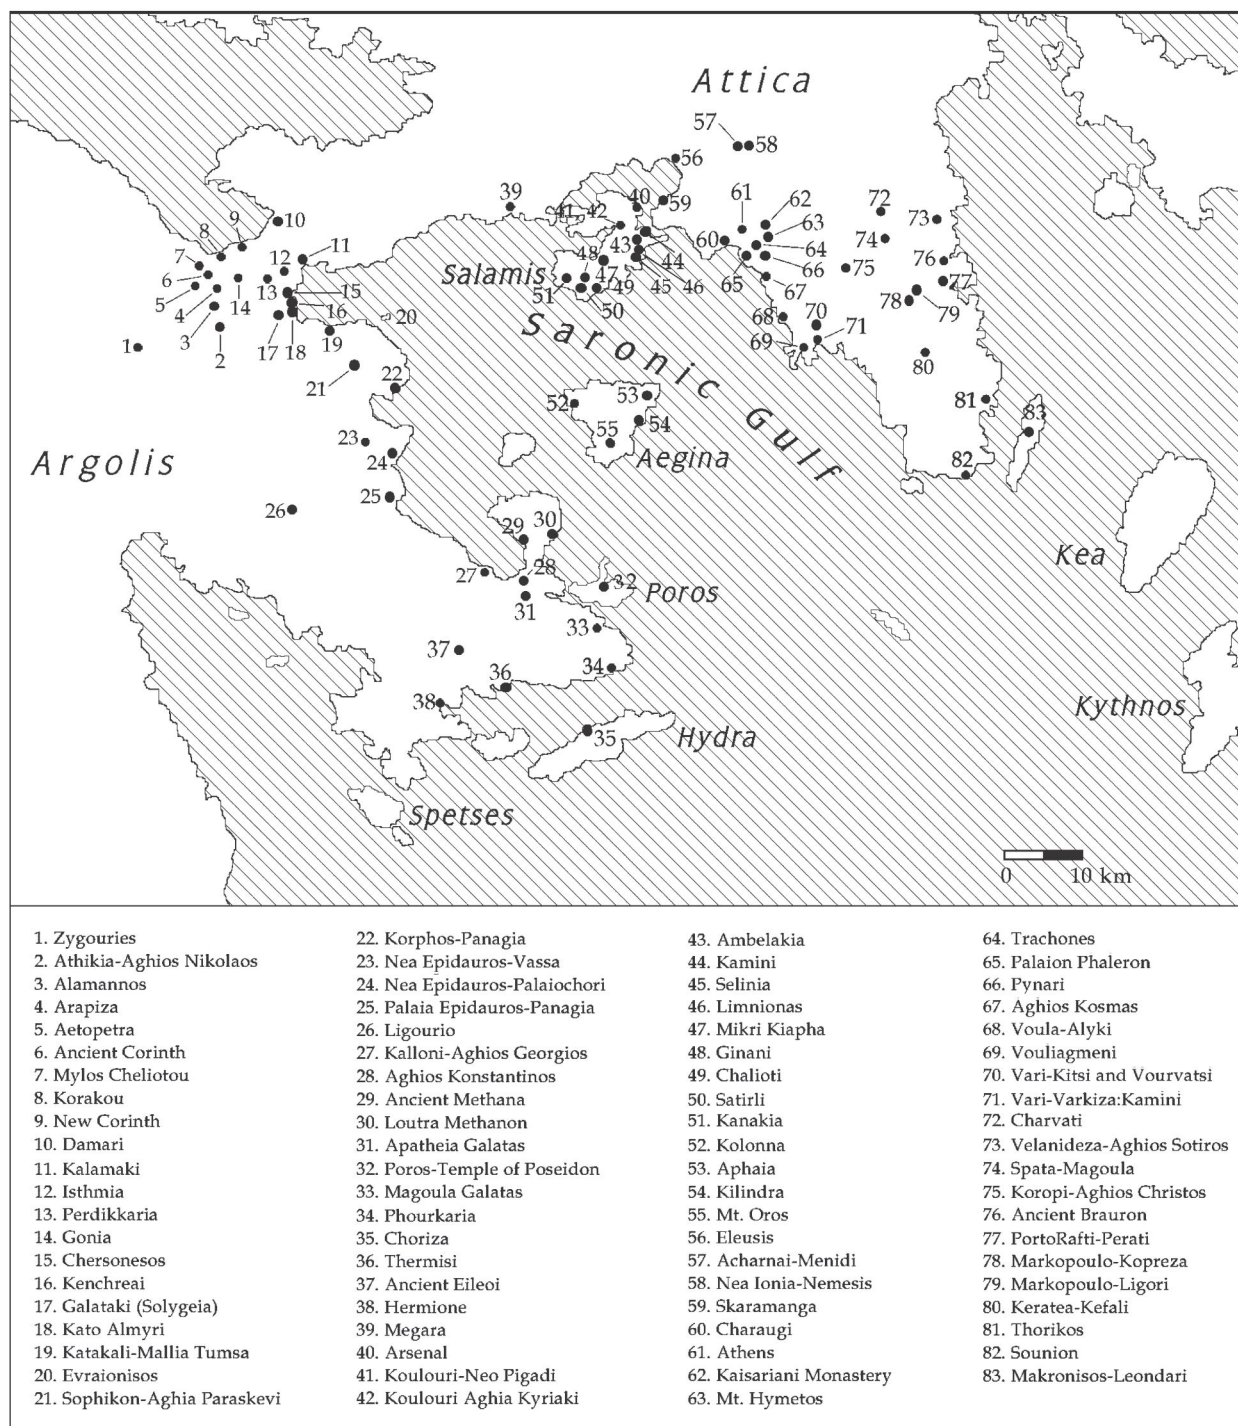 Attica
57
58
56
39
40
59
41,
42
61
62
72
63
73
9
10
8
60
43
64
74
7
11
48
44
66
76
12
Salamis
47
45
46
65
75
6
13
15
51
49
67
77
14
5
50
78
79
4
16
20
68
70
3
17
18
19
Saronic Gulf
69
71
2
1
80
21
22
52
53
81
83
54
23
55
Argolis
24
Aegina
82
25
26
29
30
Kea
27
28
32
Poros
31
33
37
34
36
38
Kythnos
35
Hydra
Spetses
0
10 km
1. Zygouries
2. Athikia-Aghios Nikolaos
3. Alamannos
4. Arapiza
5. Aetopetra
6. Ancient Corinth
7. Mylos Cheliotou
8. Korakou
9. New Corinth
10. Damari
11. Kalamaki
12. Isthmia
13. Perdikkaria
14. Gonia
15. Chersonesos
16. Kenchreai
17. Galataki (Solygeia)
18. Kato Almyri
19. Katakali-Mallia Tumsa
20. Evraionisos
21. Sophikon-Aghia Paraskevi
22. Korphos-Panagia
23. Nea Epidauros-Vassa
24. Nea Epidauros-Palaiochori
25. Palaia Epidauros-Panagia
26. Ligourio
27. Kalloni-Aghios Georgios
28. Aghios Konstantinos
29. Ancient Methana
30. Loutra Methanon
31. Apatheia Galatas
32. Poros-Temple of Poseidon
33. Magoula Galatas
34. Phourkaria
35. Choriza
36. Thermisi
37. Ancient Eileoi
38. Hermione
39. Megara
40. Arsenal
41. Koulouri-Neo Pigadi
42. Koulouri Aghia Kyriaki
43. Ambelakia
44. Kamini
45. Selinia
46. Limnionas
47. Mikri Kiapha
48. Ginani
49. Chalioti
50. Satirli
51. Kanakia
52. Kolonna
53. Aphaia
54. Kilindra
55. Mt. Oros
56. Eleusis
57. Acharnai-Menidi
58. Nea Ionia-Nemesis
59. Skaramanga
60. Charaugi
61. Athens
62. Kaisariani Monastery
63. Mt. Hymetos
64. Trachones
65. Palaion Phaleron
66. Pynari
67. Aghios Kosmas
68. Voula-Alyki
69. Vouliagmeni
70. Vari-Kitsi and Vourvatsi
71. Vari-Varkiza:Kamini
72. Charvati
73. Velanideza-Aghios Sotiros
74. Spata-Magoula
75. Koropi-Aghios Christos
76. Ancient Brauron
77. PortoRafti-Perati
78. Markopoulo-Kopreza
79. Markopoulo-Ligori
80. Keratea-Kefali
81. Thorikos
82. Sounion
83. Makronisos-Leondari